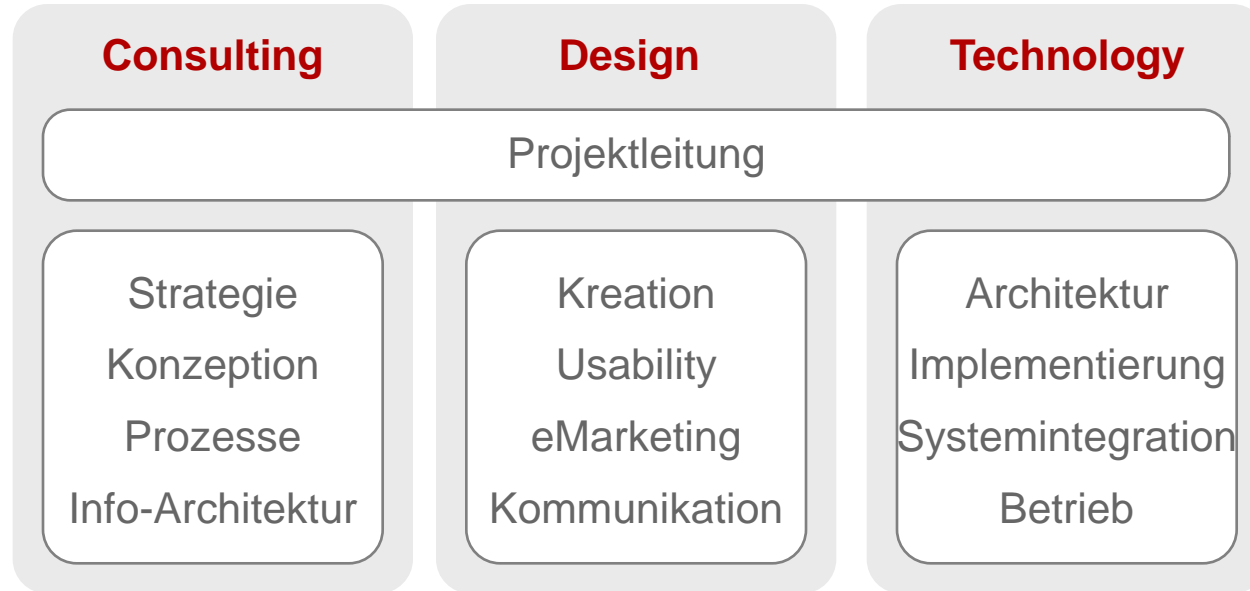 Consulting
Design
Technology
Projektleitung
Strategie
Konzeption
Prozesse
Info-Architektur
Kreation
Usability
eMarketing
Kommunikation
Architektur
Implementierung
Systemintegration
Betrieb